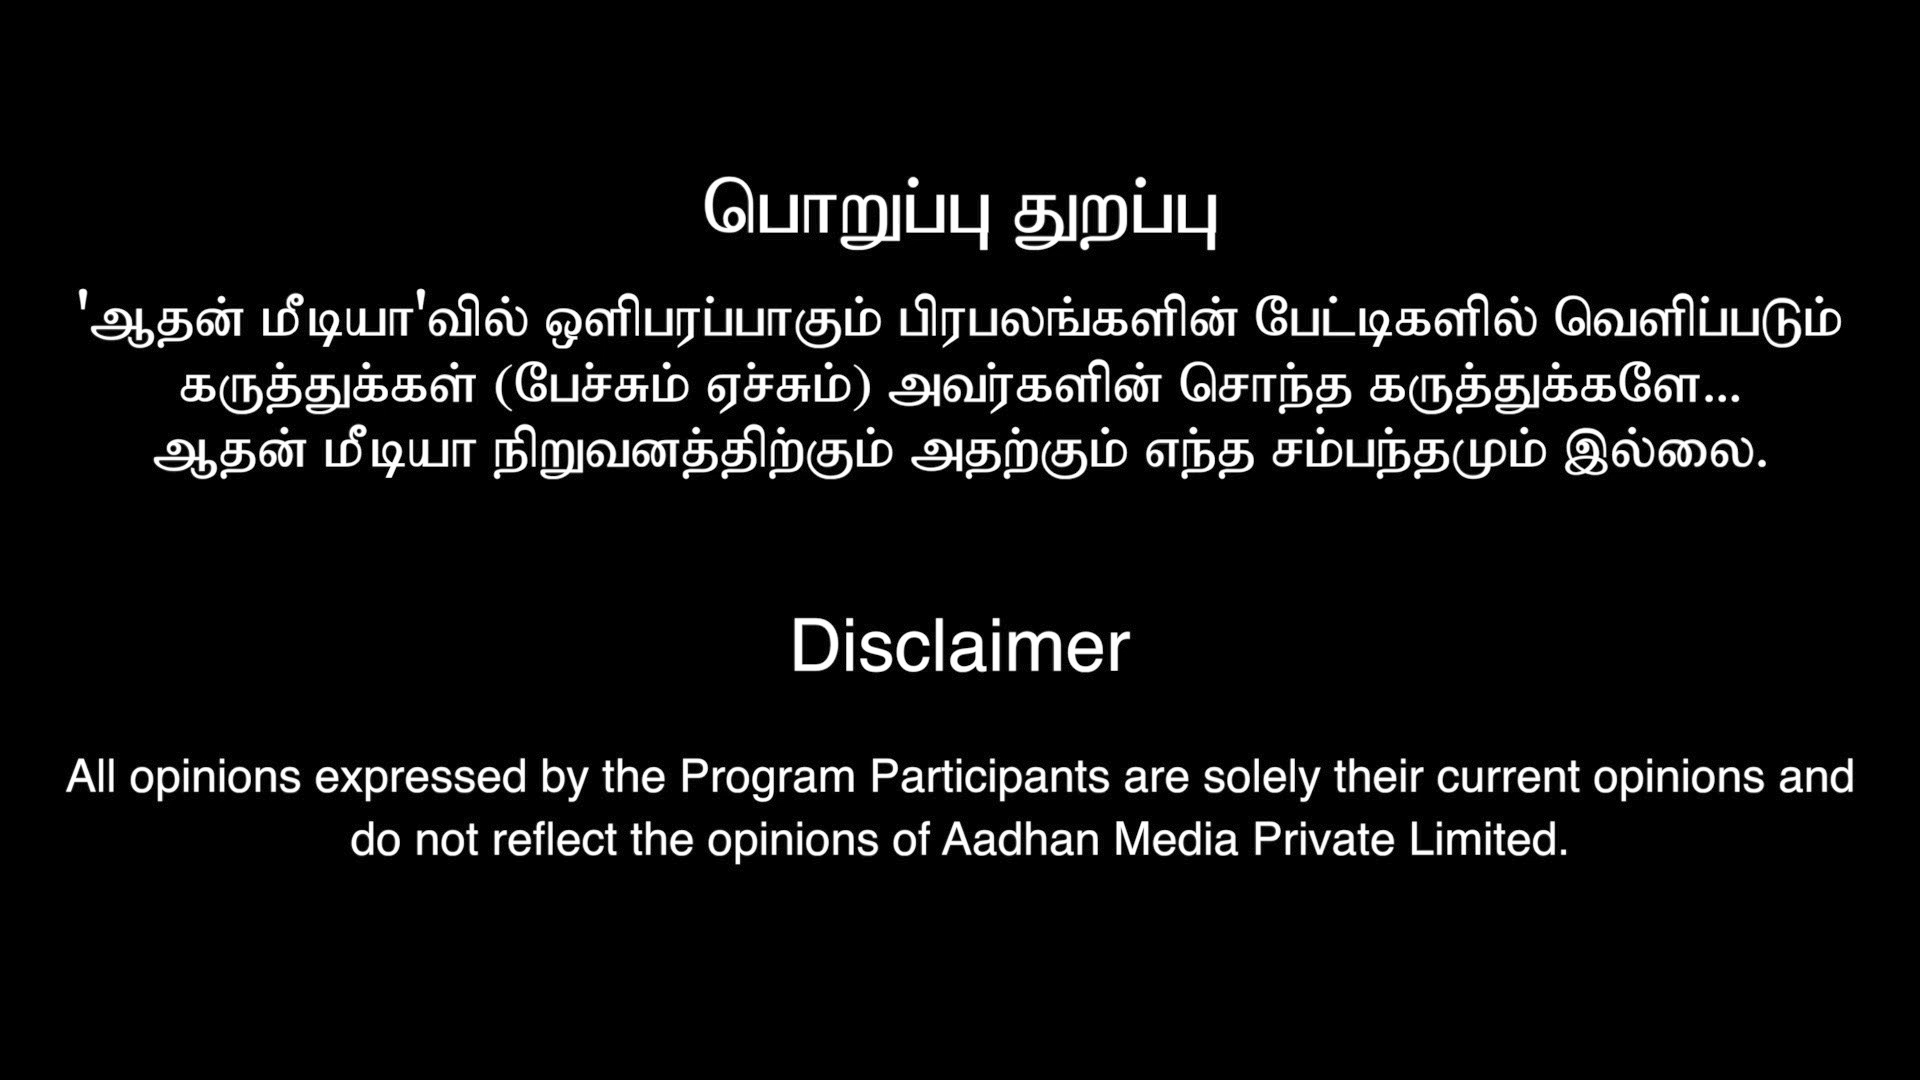 பொறுப்பு துறப்பு
'ஆதன் மீடியா'வில் ஒளிபரப்பாகும் பிரபலங்களின் பேட்டிகளில் வெளிப்படும்
கருத்துக்கள் (பேச்சும் ஏச்சும்) அவர்களின் சொந்த கருத்துக்களே...
ஆதன் மீடியா நிறுவனத்திற்கும் அதற்கும் எந்த சம்பந்தமும் இல்லை.
Disclaimer
All opinions expressed by the Program Participants are solely their current opinions and
do not reflect the opinions of Aadhan Media Private Limited.